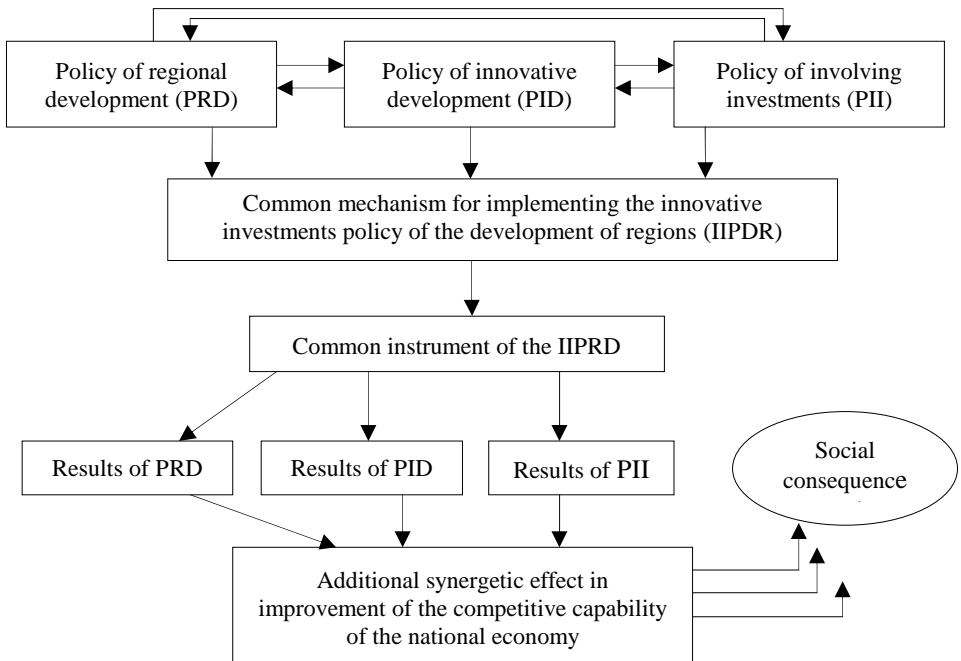 Policy of regional
development (PRD)
Policy of innovative
development (PID)
Policy of involving
investments (PII)
Common mechanism for implementing the innovative
investments policy of the development of regions (IIPDR)
Common instrument of the IIPRD
Results of PRD
Results of PID
Results of PII
Social
consequence
Additional synergetic effect in
improvement of the competitive capability
of the national economy